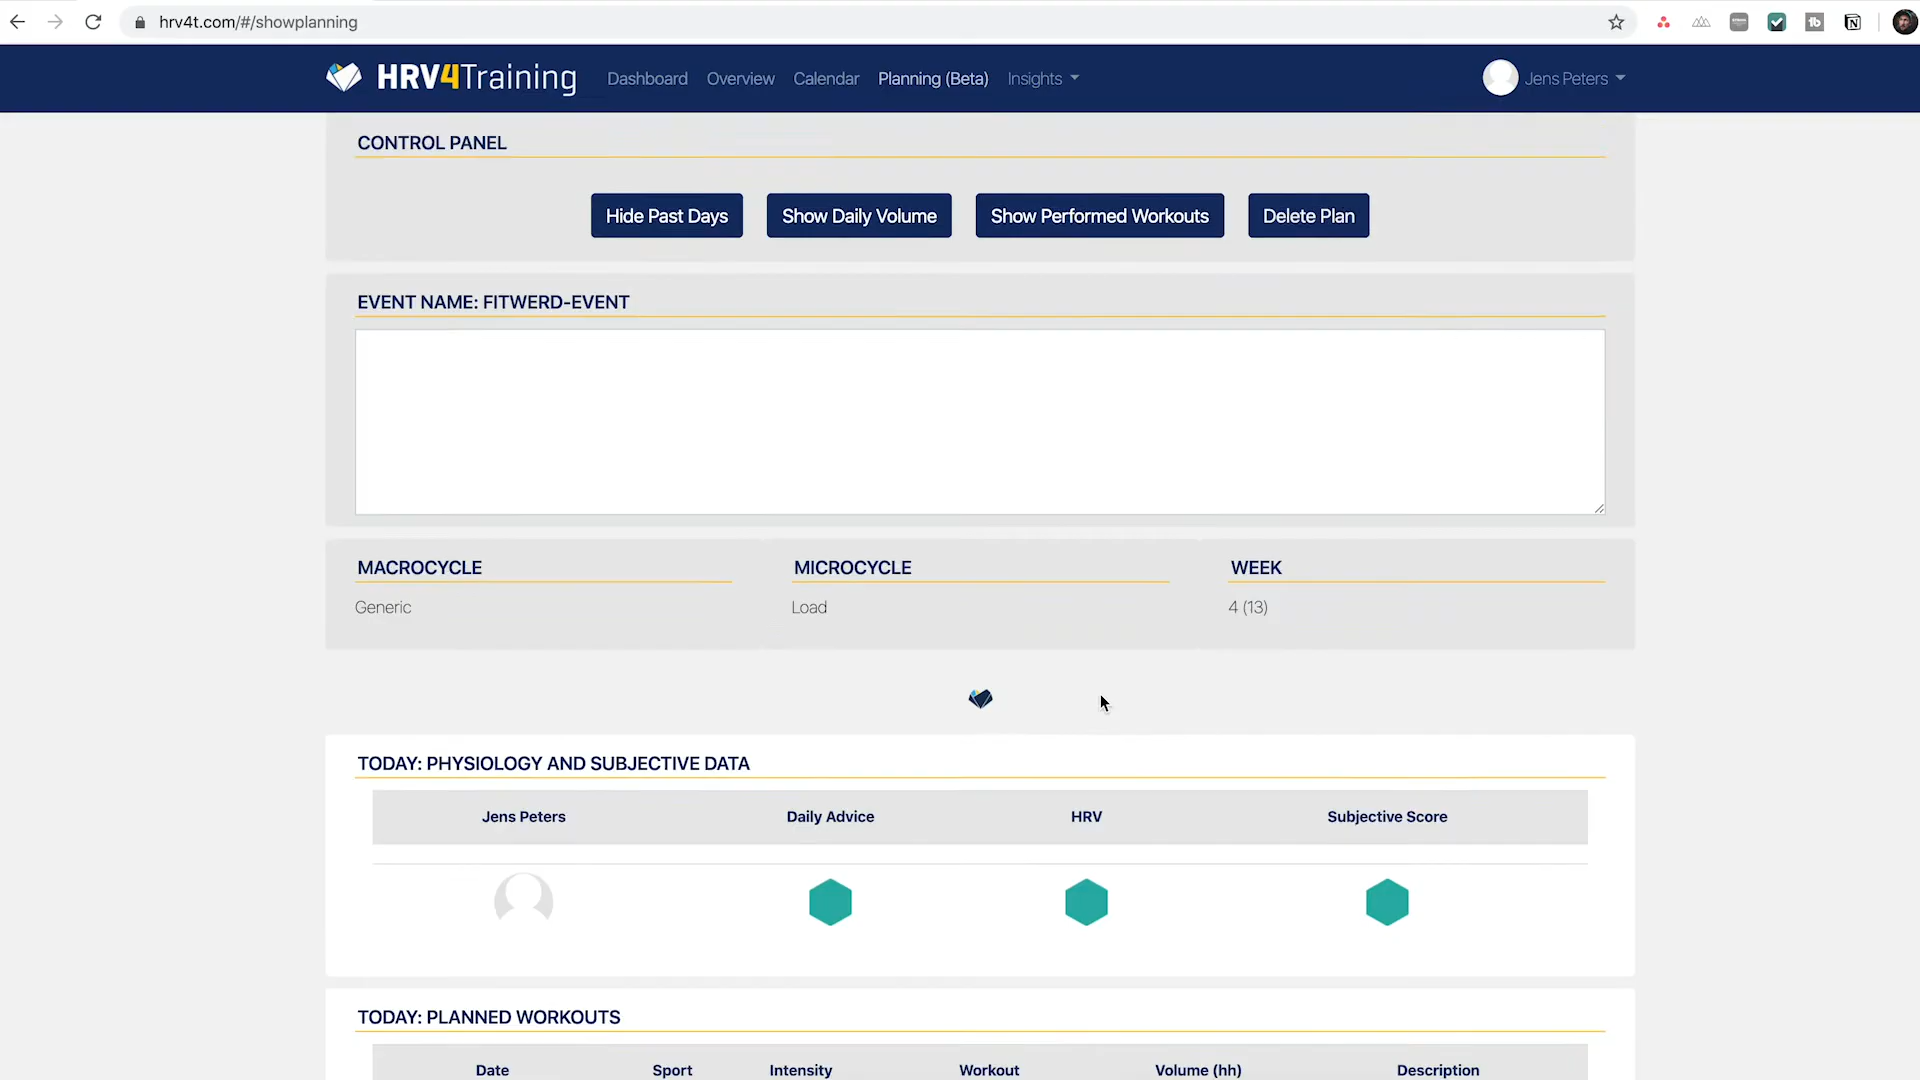 hrv4t.com/#/showplanning
HRV4Training Dashboard Overview Calendar Planning (Beta) Insights Jens Peters
CONTROL PANEL
Hide Past Days Show Daily Volume Show Performed Workouts Delete Plan
EVENT NAME: FITWERD-EVENT
MACROCYCLE MICROCYCLE WEEK
Generic Load 4 (13)
TODAY: PHYSIOLOGY AND SUBJECTIVE DATA
Jens Peters Daily Advice HRV Subjective Score
TODAY: PLANNED WORKOUTS
Date Sport Intensity Workout Volume (hh) Description